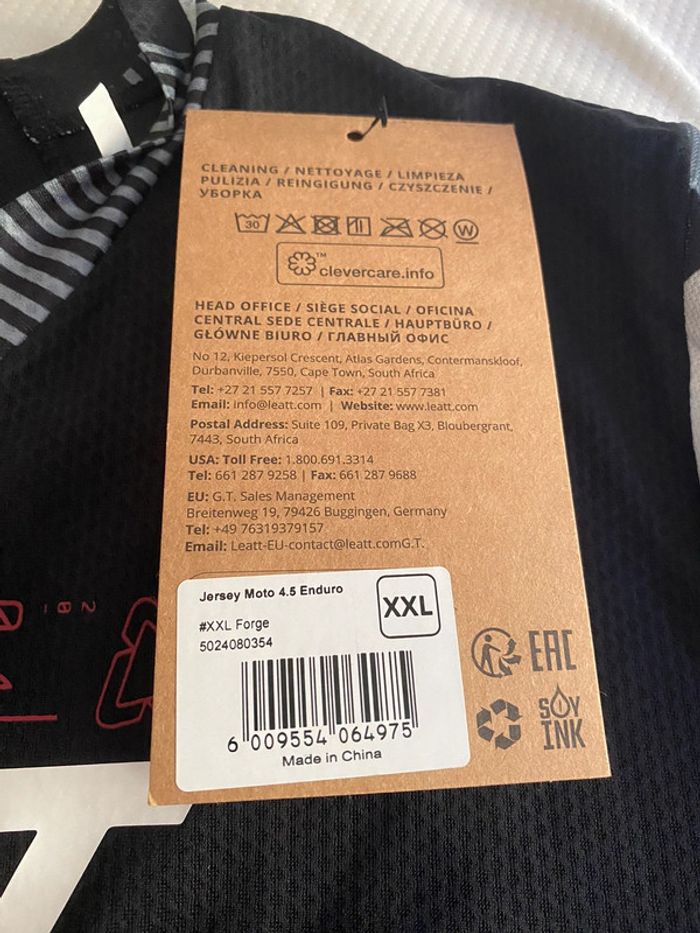 CLEANING / NETTOYAGE / LIMPIEZA
PULIZIA / REINGIGUNG / CZYSZCZENIE /
УБОРКА
30
W
™
clevercare.info
HEAD OFFICE / SIÈGE SOCIAL / OFICINA
CENTRAL SEDE CENTRALE / HAUPTBÜRO /
GŁÓWNE BIURO / ГЛАВНЫЙ ОФИС
No 12, Kiepersol Crescent, Atlas Gardens, Contermanskloof,
Durbanville, 7550, Cape Town, South Africa
Tel: +27 21 557 7257 | Fax: +27 21 557 7381
Email: info@leatt.com | Website: www.leatt.com
Postal Address: Suite 109, Private Bag X3, Bloubergrant,
7443, South Africa
USA: Toll Free: 1.800.691.3314
Tel: 661 287 9258 | Fax: 661 287 9688
EU: G.T. Sales Management
Breitenweg 19, 79426 Buggingen, Germany
Tel: +49 76319379157
Email: Leatt-EU-contact@leatt.comG.T.
Jersey Moto 4.5 Enduro
XXL
#XXL Forge
5024080354
6 009554 064975
Made in China
EAC
SOY
INK